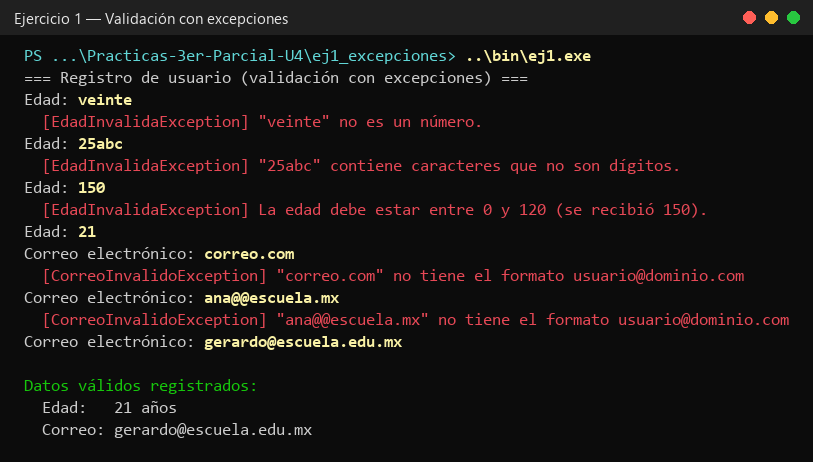 Ejercicio 1 — Validación con excepciones
PS ...\Practicas-3er-Parcial-U4\ej1_excepciones> ..\bin\ej1.exe
=== Registro de usuario (validación con excepciones) ===
Edad: veinte
[EdadInvalidaException] "veinte" no es un número.
Edad: 25abc
[EdadInvalidaException] "25abc" contiene caracteres que no son dígitos.
Edad: 150
[EdadInvalidaException] La edad debe estar entre 0 y 120 (se recibió 150).
Edad: 21
Correo electrónico: correo.com
[CorreoInvalidoException] "correo.com" no tiene el formato usuario@dominio.com
Correo electrónico: ana@@escuela.mx
[CorreoInvalidoException] "ana@@escuela.mx" no tiene el formato usuario@dominio.com
Correo electrónico: gerardo@escuela.edu.mx
Datos válidos registrados:
Edad:   21 años
Correo: gerardo@escuela.edu.mx